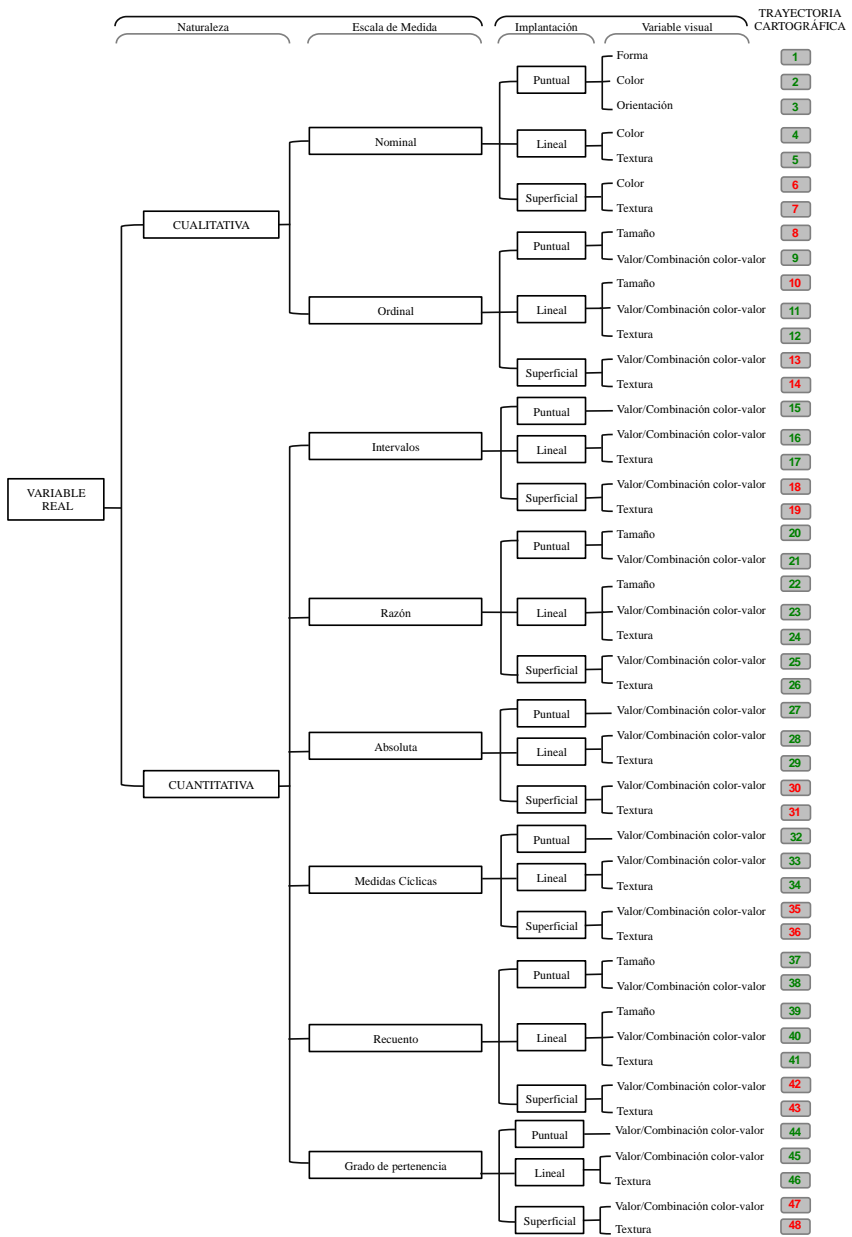 TRAYECTORIA
CARTOGRÁFICA
Naturaleza
Escala de Medida
Implantación
Variable visual
VARIABLE
REAL
CUALITATIVA
Nominal
Puntual
Forma
1
Color
2
Orientación
3
Lineal
Color
4
Textura
5
Superficial
Color
6
Textura
7
Ordinal
Puntual
Tamaño
8
Valor/Combinación color-valor
9
Lineal
Tamaño
10
Valor/Combinación color-valor
11
Textura
12
Superficial
Valor/Combinación color-valor
13
Textura
14
CUANTITATIVA
Intervalos
Puntual
Valor/Combinación color-valor
15
Lineal
Valor/Combinación color-valor
16
Textura
17
Superficial
Valor/Combinación color-valor
18
Textura
19
Razón
Puntual
Tamaño
20
Valor/Combinación color-valor
21
Lineal
Tamaño
22
Valor/Combinación color-valor
23
Textura
24
Superficial
Valor/Combinación color-valor
25
Textura
26
Absoluta
Puntual
Valor/Combinación color-valor
27
Lineal
Valor/Combinación color-valor
28
Textura
29
Superficial
Valor/Combinación color-valor
30
Textura
31
Medidas Cíclicas
Puntual
Valor/Combinación color-valor
32
Lineal
Valor/Combinación color-valor
33
Textura
34
Superficial
Valor/Combinación color-valor
35
Textura
36
Recuento
Puntual
Tamaño
37
Valor/Combinación color-valor
38
Lineal
Tamaño
39
Valor/Combinación color-valor
40
Textura
41
Superficial
Valor/Combinación color-valor
42
Textura
43
Grado de pertenencia
Puntual
Valor/Combinación color-valor
44
Lineal
Valor/Combinación color-valor
45
Textura
46
Superficial
Valor/Combinación color-valor
47
Textura
48